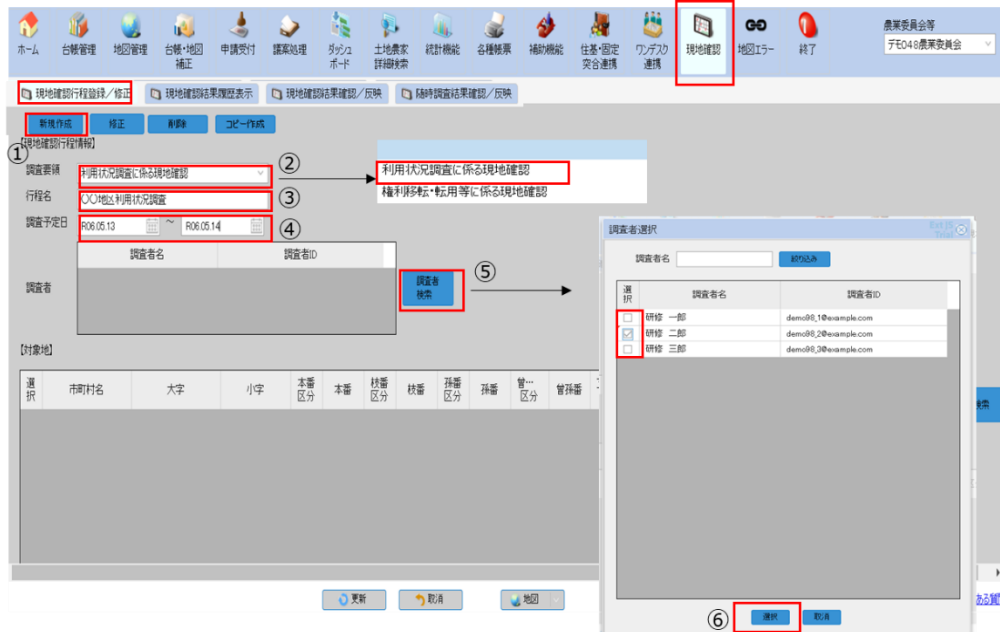 ホーム 台帳管理 地図管理 台帳・地図補正 申請受付 議案処理 ダッシュボード 土地農家詳細検索 統計機能 各種帳票 補助機能 住基・固定突合連携 ワンデスク連携 現地確認 地図エラー 終了
農業委員会等
デモ048農業委員会
現地確認行程登録／修正 現地確認結果履歴表示 現地確認結果確認／反映 随時調査結果確認／反映
新規作成 修正 削除 コピー作成
①
【現地確認行程情報】
調査要領 利用状況調査に係る現地確認 ②
利用状況調査に係る現地確認
権利移転・転用等に係る現地確認
行程名 〇〇地区利用状況調査 ③
調査予定日 R06.05.13 ～ R06.05.14 ④
調査者名 調査者ID
調査者
調査者検索 ⑤
【対象地】
選択 市町村名 大字 小字 本番区分 本番 枝番区分 枝番 孫番区分 孫番 曽…区分 曽孫番
検索
更新 取消 地図
ある質
調査者選択
調査者名 絞り込み
選択 調査者名 調査者ID
研修 一郎 demo98_1@example.com
研修 二郎 demo98_2@example.com
研修 三郎 demo98_3@example.com
⑥ 選択 取消